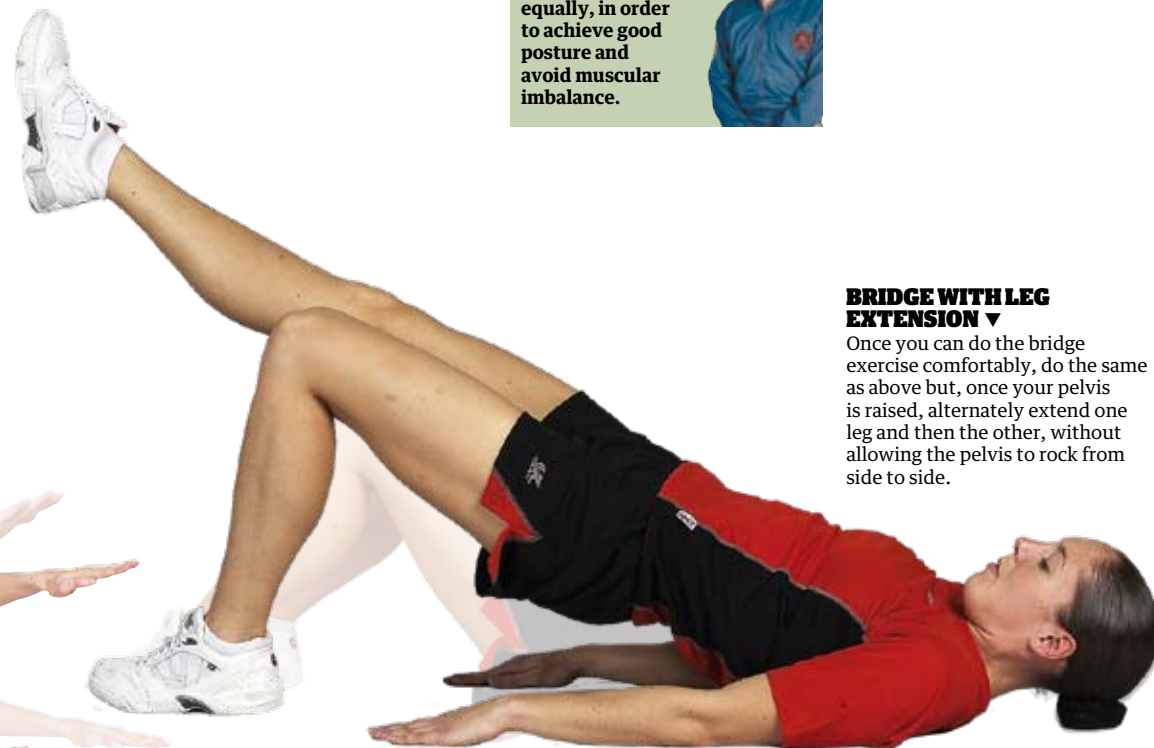 equally, in order
to achieve good
posture and
avoid muscular
imbalance.
BRIDGE WITH LEG
EXTENSION ▼
Once you can do the bridge
exercise comfortably, do the same
as above but, once your pelvis
is raised, alternately extend one
leg and then the other, without
allowing the pelvis to rock from
side to side.